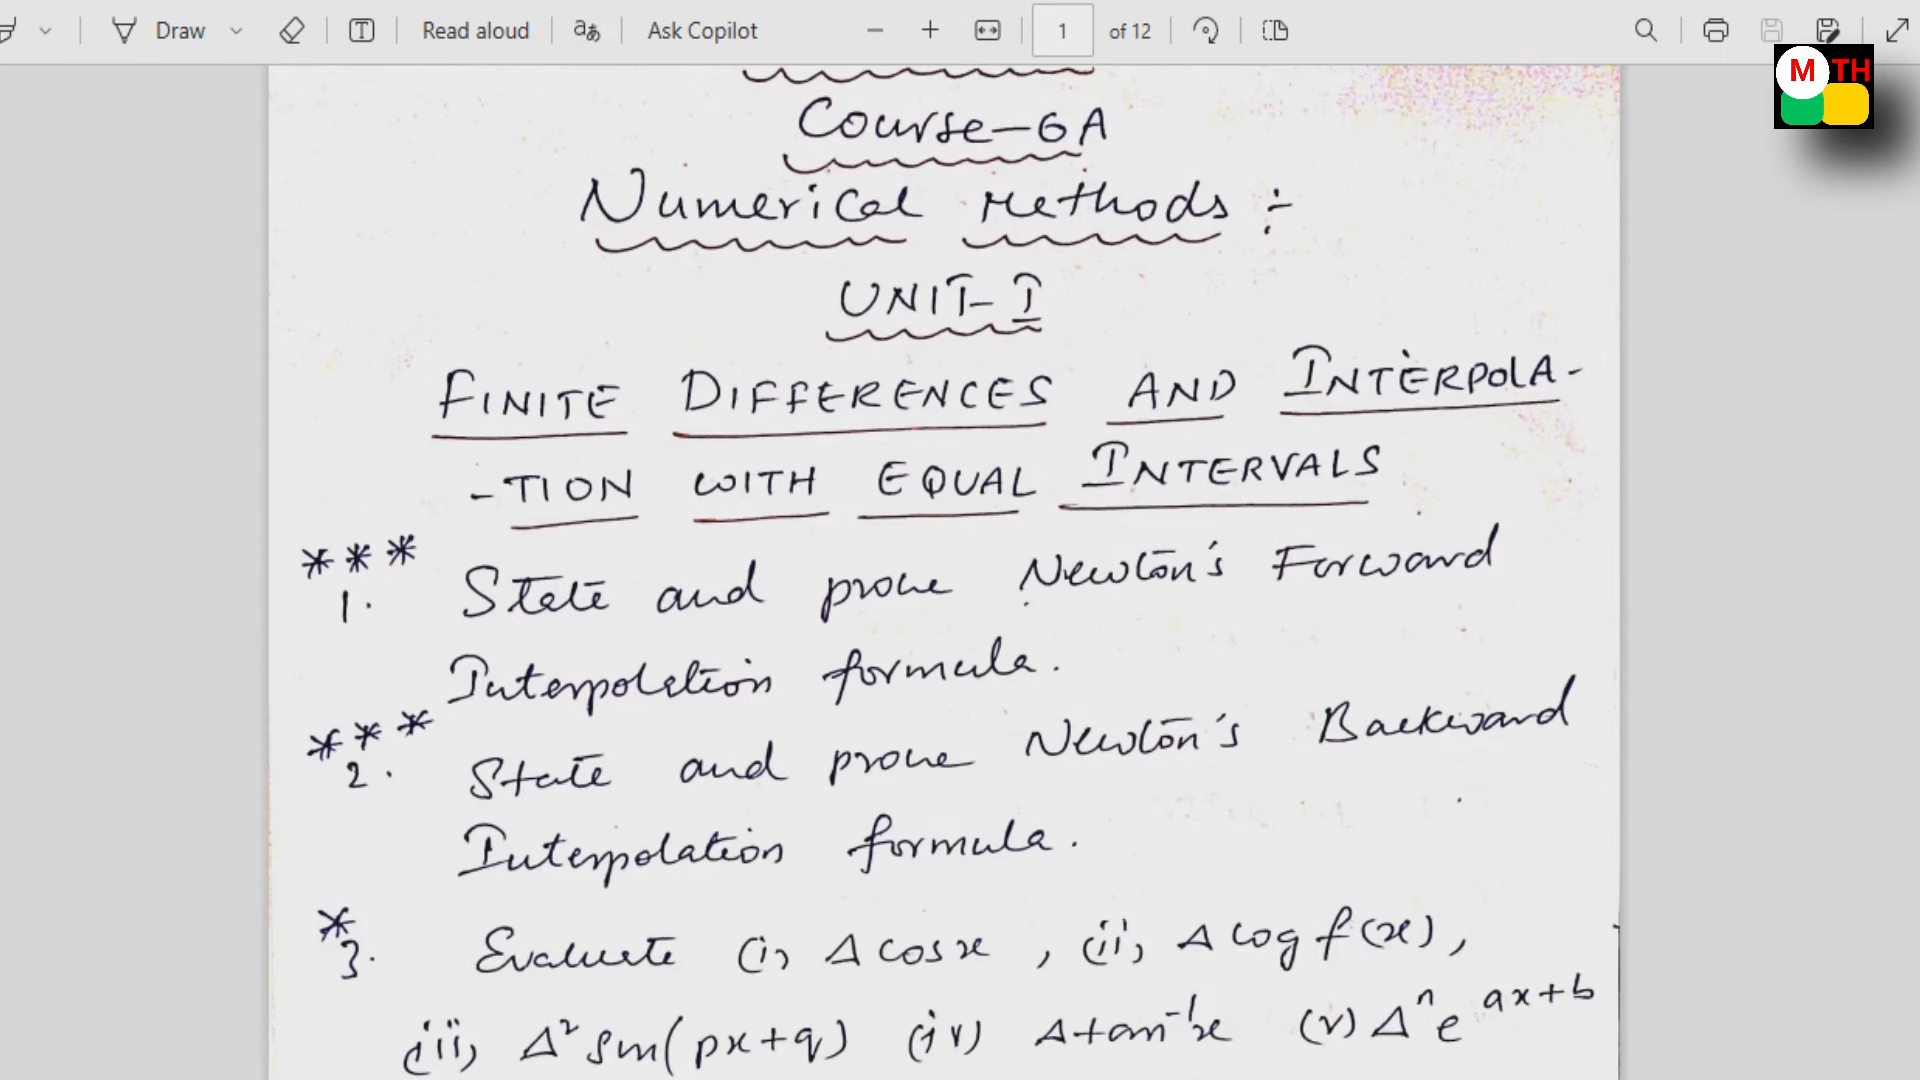 Draw
Read aloud
aあ
Ask Copilot
1 of 12
M TH
Course-6A
Numerical Methods :-
UNIT-I
FINITE DIFFERENCES AND INTERPOLA-
-TION WITH EQUAL INTERVALS
***
1. State and prove Newton's Forward
Interpolation formula.
***
2. State and prove Newton's Backward
Interpolation formula.
*
3. Evaluate (i) Δ cos x , (ii) Δ log f(x) ,
(iii) Δ² sin(px+q) (iv) Δ tan⁻¹x (v) Δⁿ e^ax+b